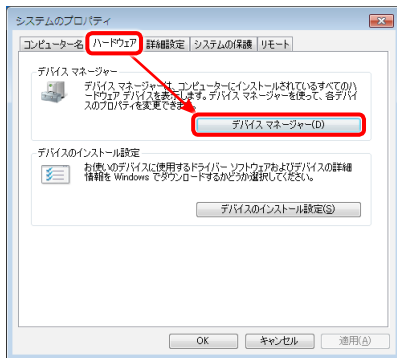 システムのプロパティ
コンピューター名 ハードウェア 詳細設定 システムの保護 リモート
デバイス マネージャー
デバイス マネージャーは、コンピューターにインストールされているすべてのハ
ードウェア デバイスを表示します。デバイス マネージャーを使って、各デバイ
スのプロパティを変更できます。
デバイス マネージャー(D)
デバイスのインストール設定
お使いのデバイスに使用するドライバー ソフトウェアおよびデバイスの詳細
情報を Windows でダウンロードするかどうか選択してください。
デバイスのインストール設定(S)
OK キャンセル 適用(A)